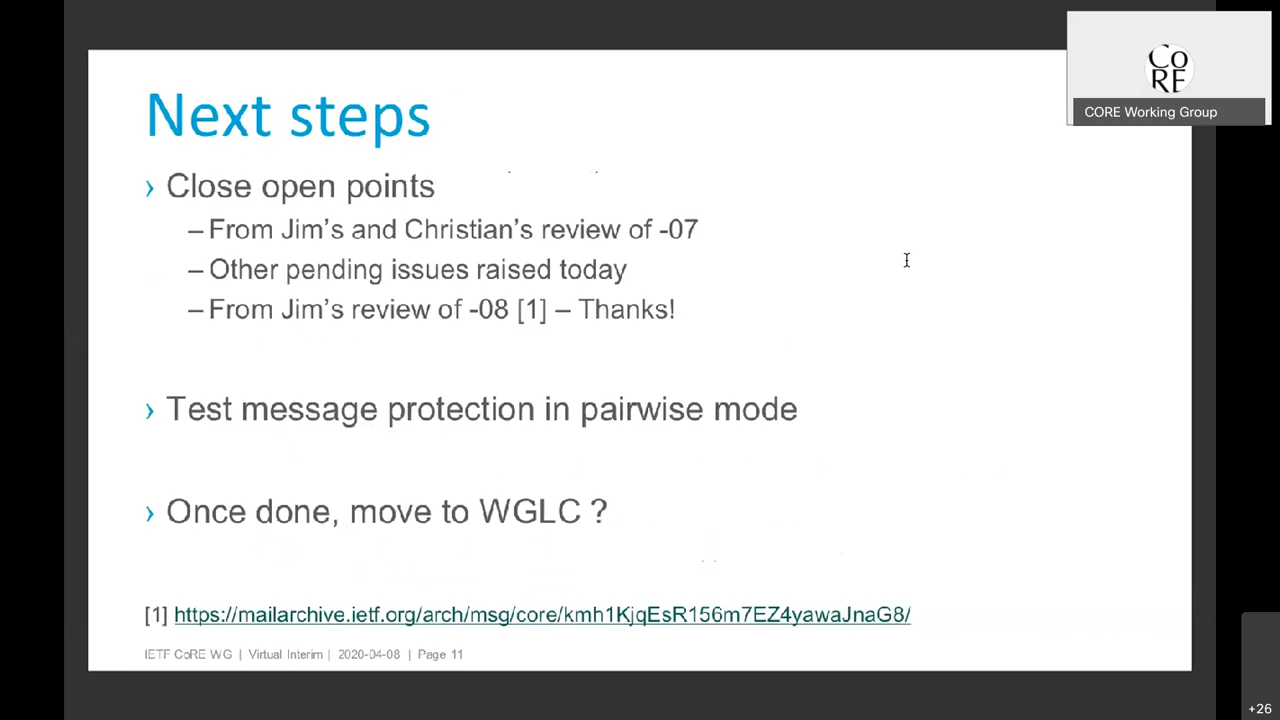 Next steps
› Close open points
– From Jim's and Christian's review of -07
– Other pending issues raised today
– From Jim's review of -08 [1] – Thanks!
› Test message protection in pairwise mode
› Once done, move to WGLC ?
[1] https://mailarchive.ietf.org/arch/msg/core/kmh1KjqEsR156m7EZ4yawaJnaG8/
IETF CoRE WG | Virtual Interim | 2020-04-08 | Page 11
Co
RE
CORE Working Group
+26